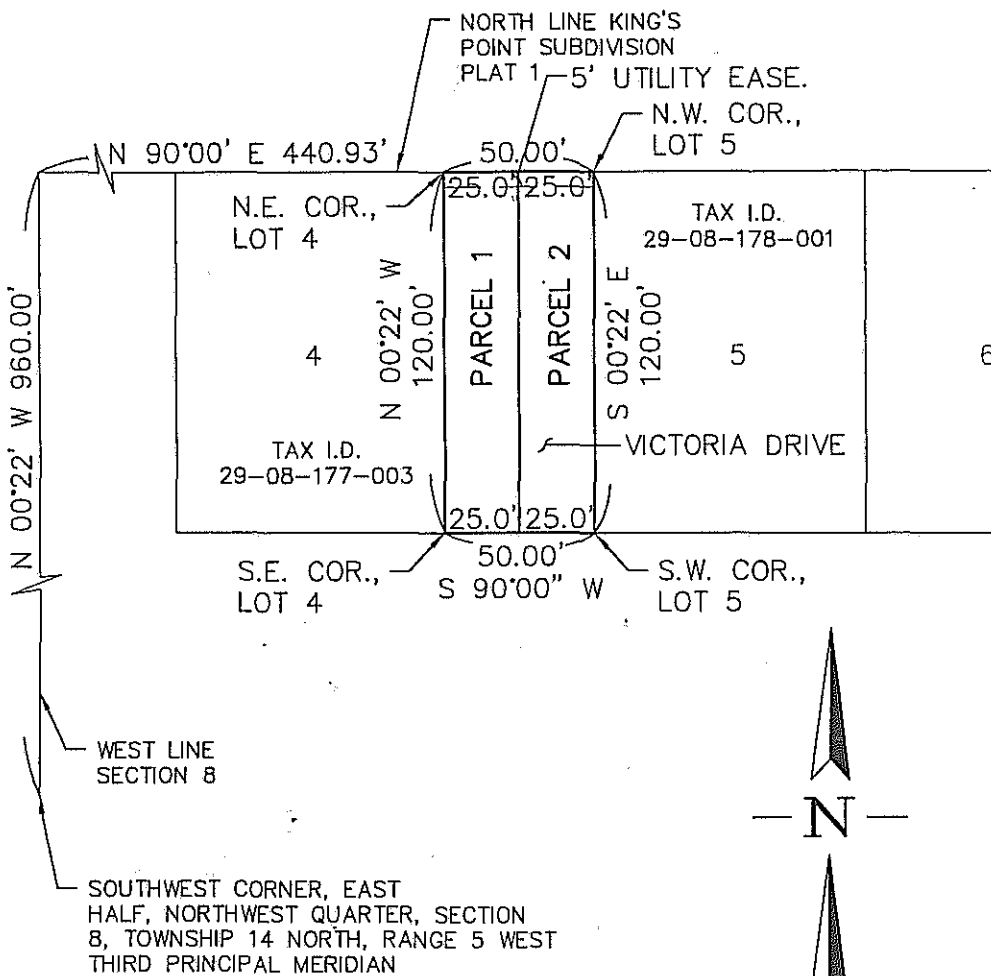 NORTH LINE KING'S
POINT SUBDIVISION
PLAT 1
5' UTILITY EASE.
N.W. COR.,
LOT 5
N 90°00' E 440.93'
50.00'
25.0' 25.0'
N.E. COR.,
LOT 4
TAX I.D.
29-08-178-001
N 00°22' W 960.00'
4
N 00°22' W
120.00'
PARCEL 1
PARCEL 2
S 00°22' E
120.00'
5
6
TAX I.D.
29-08-177-003
VICTORIA DRIVE
25.0' 25.0'
50.00'
S 90°00" W
S.E. COR.,
LOT 4
S.W. COR.,
LOT 5
WEST LINE
SECTION 8
N
SOUTHWEST CORNER, EAST
HALF, NORTHWEST QUARTER, SECTION
8, TOWNSHIP 14 NORTH, RANGE 5 WEST
THIRD PRINCIPAL MERIDIAN